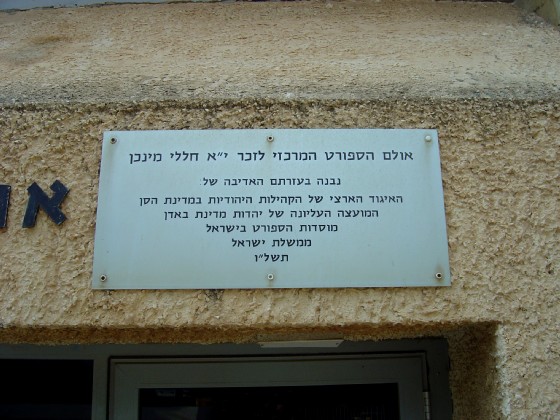 אולם הספורט המרכזי לזכר י״א חללי מינכן
נבנה בעזרתם האדיבה של:
האיגוד הארצי של הקהילות היהודיות במדינת הסן
המועצה העליונה של יהדות מדינת באדן
מוסדות הספורט בישראל
ממשלת ישראל
תשל״ו